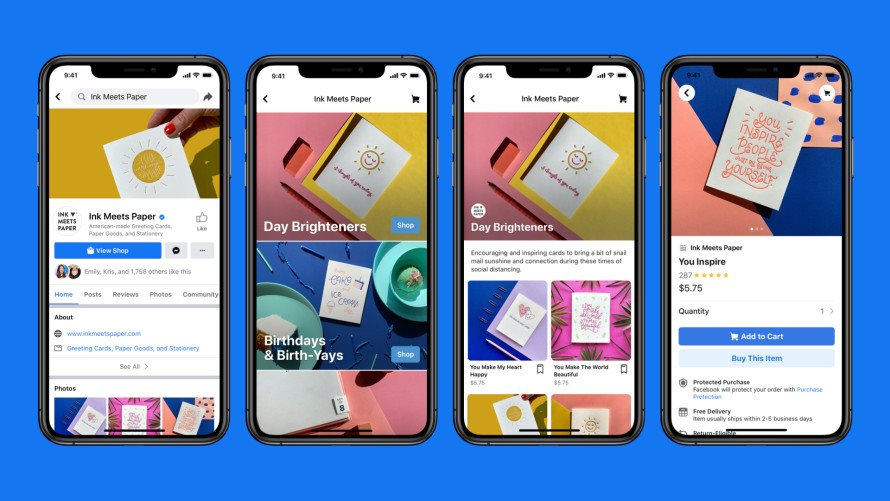 9:41
Ink Meets Paper
INK
MEETS
PAPER
Ink Meets Paper
American-made Greeting Cards,
Paper Goods, and Stationery
Like
View Shop
Emily, Kris, and 1,758 others like this
Home Posts Reviews Photos Community
About
www.inkmeetspaper.com
Greeting Cards, Paper Goods, and Stationery
See All
Photos
9:41
Ink Meets Paper
Day Brighteners
Shop
CAKE
ICE CREAM
Birthdays
& Birth-Yays
Shop
8
9:41
Ink Meets Paper
INK
MEETS
PAPER
Day Brighteners
Encouraging and inspiring cards to bring a bit of snail
mail sunshine and connection during these times of
social distancing.
You Make My Heart
Happy
$5.75
You Make The World
Beautiful
$5.75
9:41
YOU
INSPIRE
PEOPLE
YOURSELF
Ink Meets Paper
You Inspire
287
$5.75
Quantity
1
Add to Cart
Buy This Item
Protected Purchase
Facebook will protect your order with Purchase
Protection
Free Delivery
Item usually ships within 2-5 business days
Return-Eligible